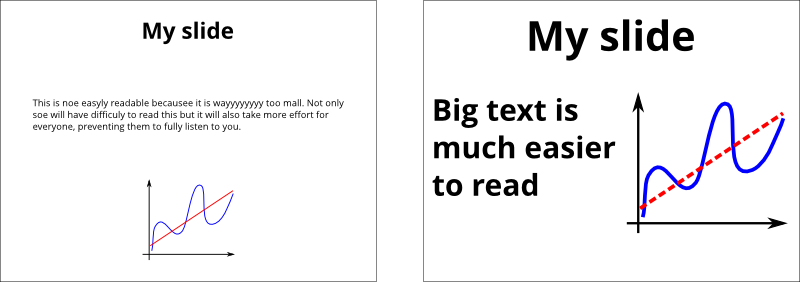 My slide
This is noe easyly readable becausee it is wayyyyyyyy too mall. Not only
soe will have difficuly to read this but it will also take more effort for
everyone, preventing them to fully listen to you.
My slide
Big text is
much easier
to read